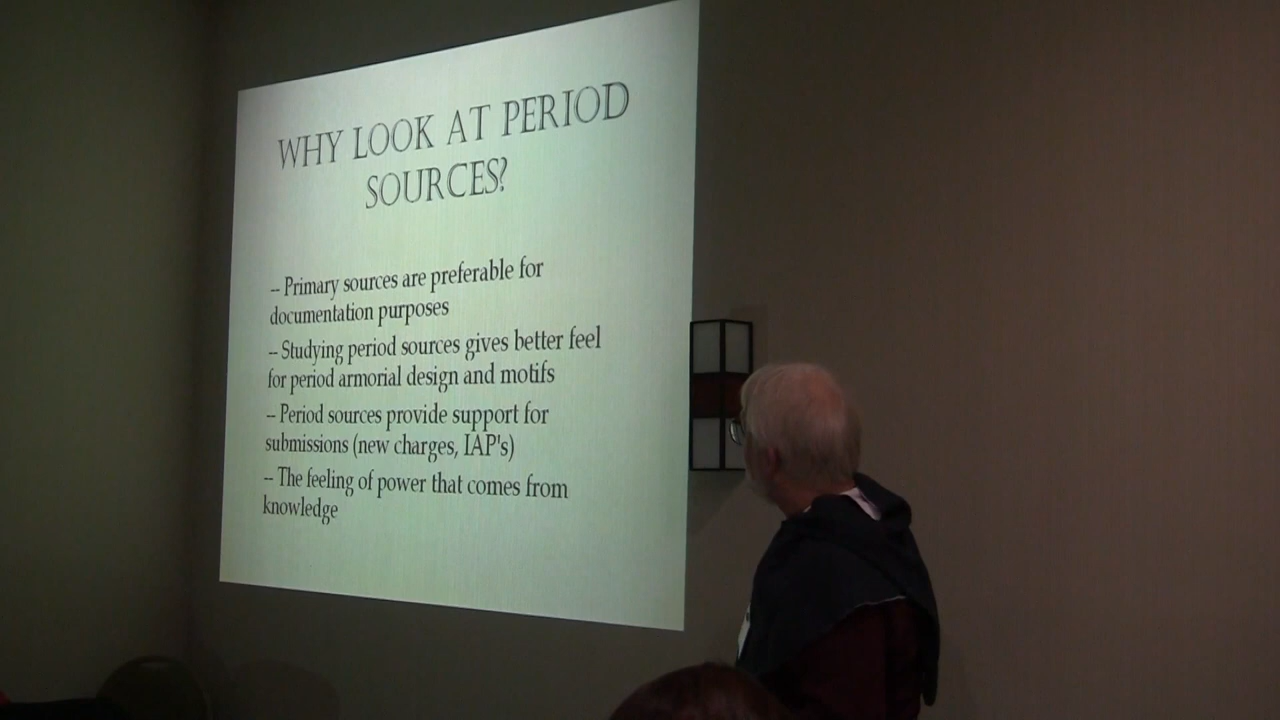 WHY LOOK AT PERIOD
SOURCES?
– Primary sources are preferable for
documentation purposes
– Studying period sources gives better feel
for period armorial design and motifs
– Period sources provide support for
submissions (new charges, IAP's)
– The feeling of power that comes from
knowledge